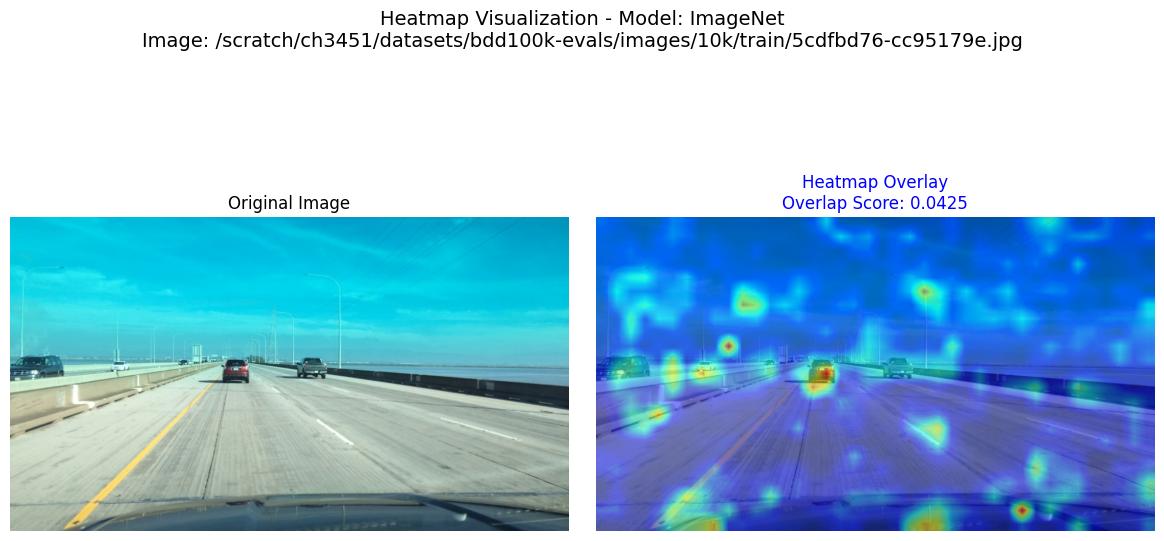 Heatmap Visualization - Model: ImageNet
Image: /scratch/ch3451/datasets/bdd100k-evals/images/10k/train/5cdfbd76-cc95179e.jpg
Original Image
Heatmap Overlay
Overlap Score: 0.0425